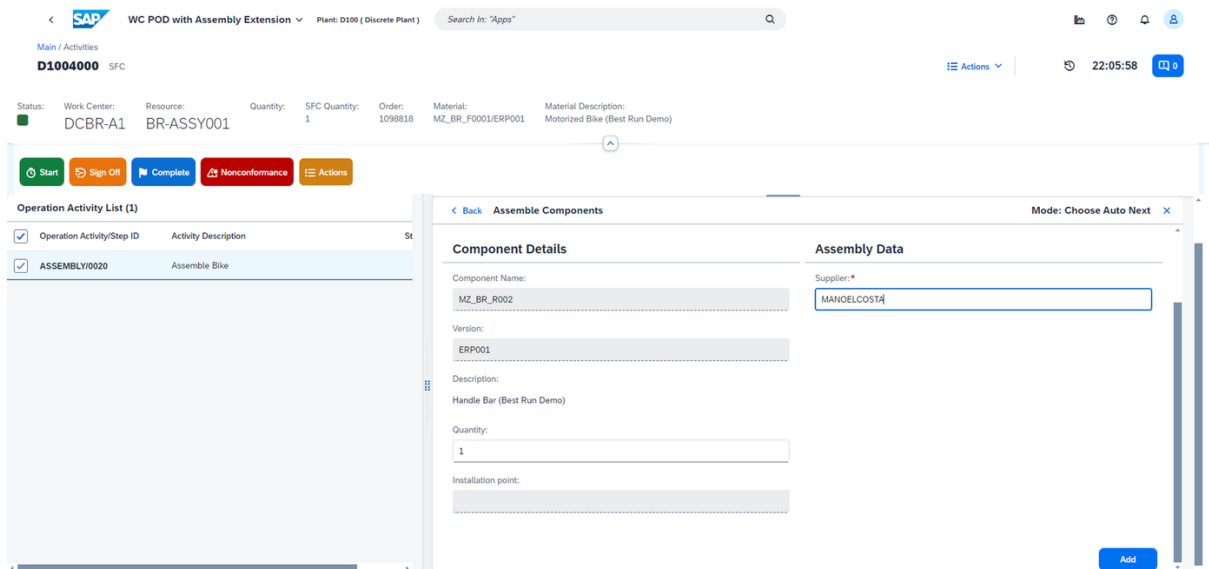 SAP WC POD with Assembly Extension Plant: D100 ( Discrete Plant ) Search In: "Apps"
Main / Activities
D1004000 SFC
Actions 22:05:58 0
Status: Work Center: Resource: Quantity: SFC Quantity: Order: Material: Material Description:
DCBR-A1 BR-ASSY001 1 1098818 MZ_BR_F0001/ERP001 Motorized Bike (Best Run Demo)
Start Sign Off Complete Nonconformance Actions
Operation Activity List (1)
Operation Activity/Step ID Activity Description St
ASSEMBLY/0020 Assemble Bike
Back Assemble Components Mode: Choose Auto Next
Component Details
Component Name:
MZ_BR_R002
Version:
ERP001
Description:
Handle Bar (Best Run Demo)
Quantity:
1
Installation point:
Assembly Data
Supplier:*
MANOELCOSTA
Add